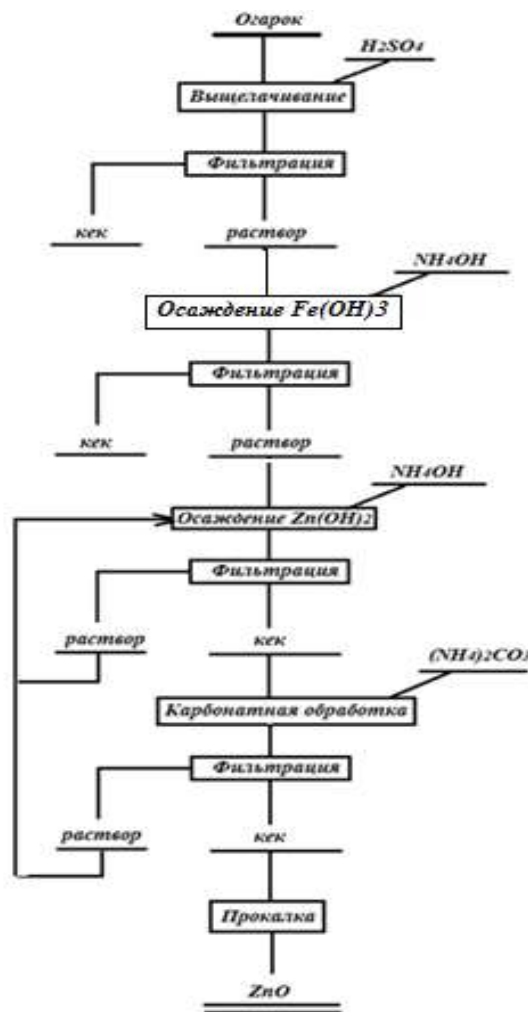 Огарок
H2SO4
Выщелачивание
Фильтрация
кек
раствор
NH4OH
Осаждение Fe(OH)3
Фильтрация
кек
раствор
NH4OH
Осаждение Zn(OH)2
Фильтрация
раствор
кек
(NH4)2CO3
Карбонатная обработка
Фильтрация
раствор
кек
Прокалка
ZnO